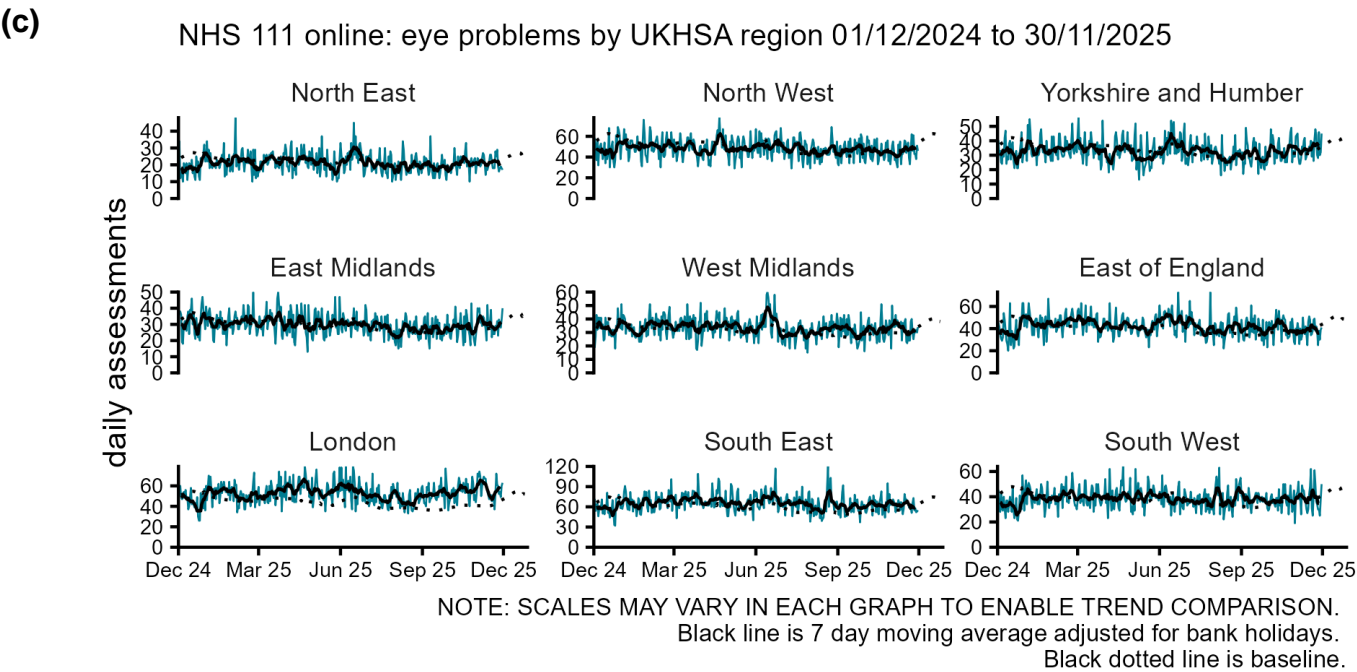 (c)
NHS 111 online: eye problems by UKHSA region 01/12/2024 to 30/11/2025
daily assessments
North East
40
30
20
10
0
North West
60
40
20
0
Yorkshire and Humber
50
40
30
20
10
0
East Midlands
50
40
30
20
10
0
West Midlands
60
50
40
30
20
10
0
East of England
60
40
20
0
London
60
40
20
0
Dec 24 Mar 25 Jun 25 Sep 25 Dec 25
South East
120
90
60
30
0
Dec 24 Mar 25 Jun 25 Sep 25 Dec 25
South West
60
40
20
0
Dec 24 Mar 25 Jun 25 Sep 25 Dec 25
NOTE: SCALES MAY VARY IN EACH GRAPH TO ENABLE TREND COMPARISON.
Black line is 7 day moving average adjusted for bank holidays.
Black dotted line is baseline.